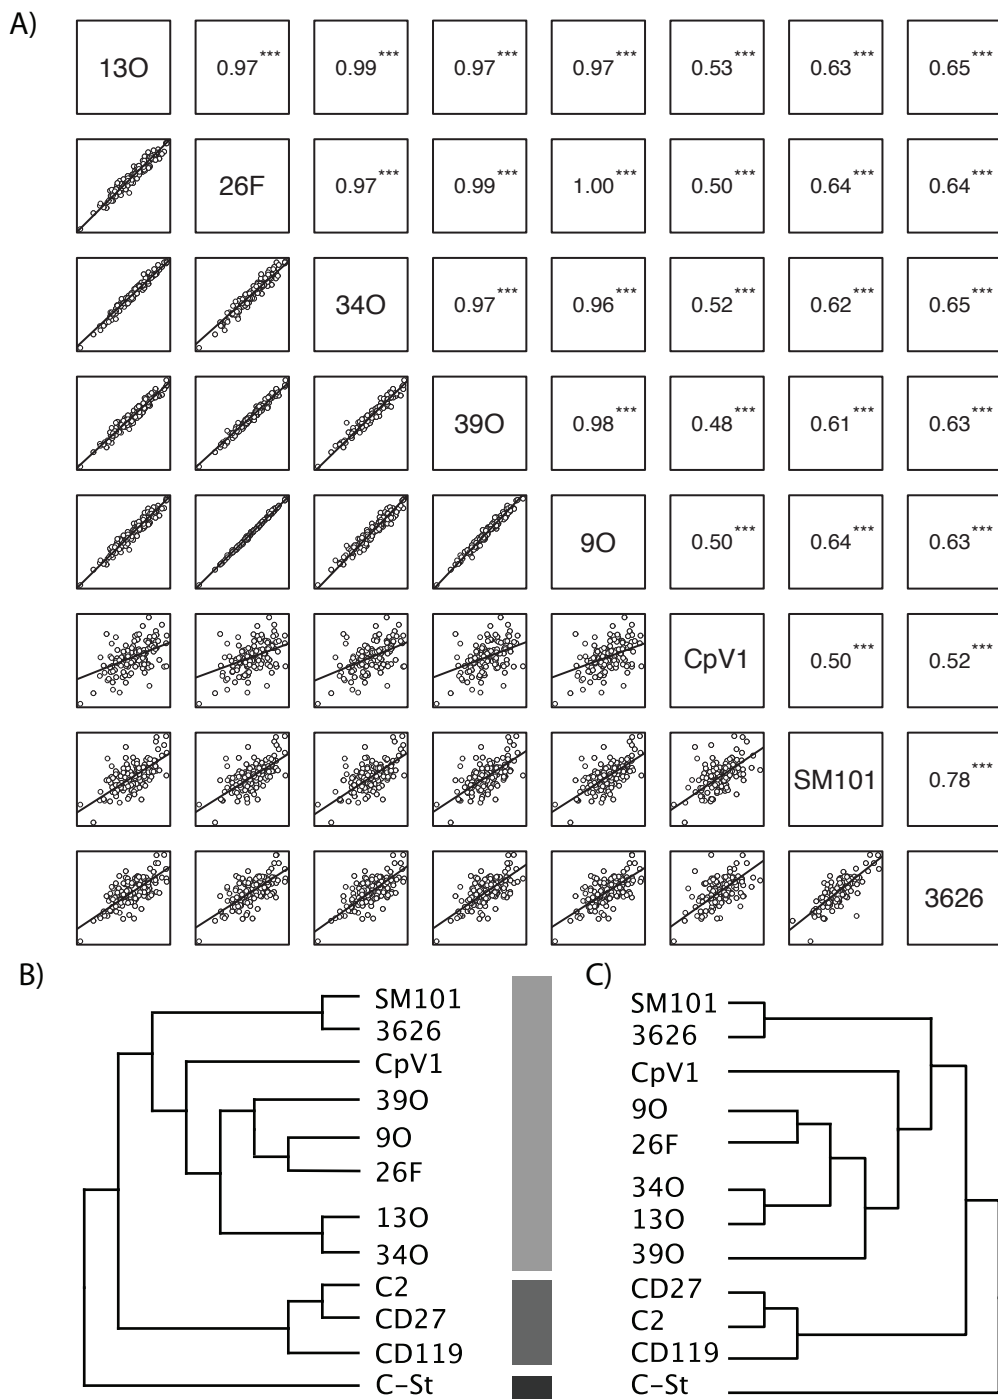 A)
13O 0.97*** 0.99*** 0.97*** 0.97*** 0.53*** 0.63*** 0.65***
26F 0.97*** 0.99*** 1.00*** 0.50*** 0.64*** 0.64***
34O 0.97*** 0.96*** 0.52*** 0.62*** 0.65***
39O 0.98*** 0.48*** 0.61*** 0.63***
9O 0.50*** 0.64*** 0.63***
CpV1 0.50*** 0.52***
SM101 0.78***
3626
B)
SM101
3626
CpV1
39O
9O
26F
13O
34O
C2
CD27
CD119
C-St
C)
SM101
3626
CpV1
9O
26F
34O
13O
39O
CD27
C2
CD119
C-St